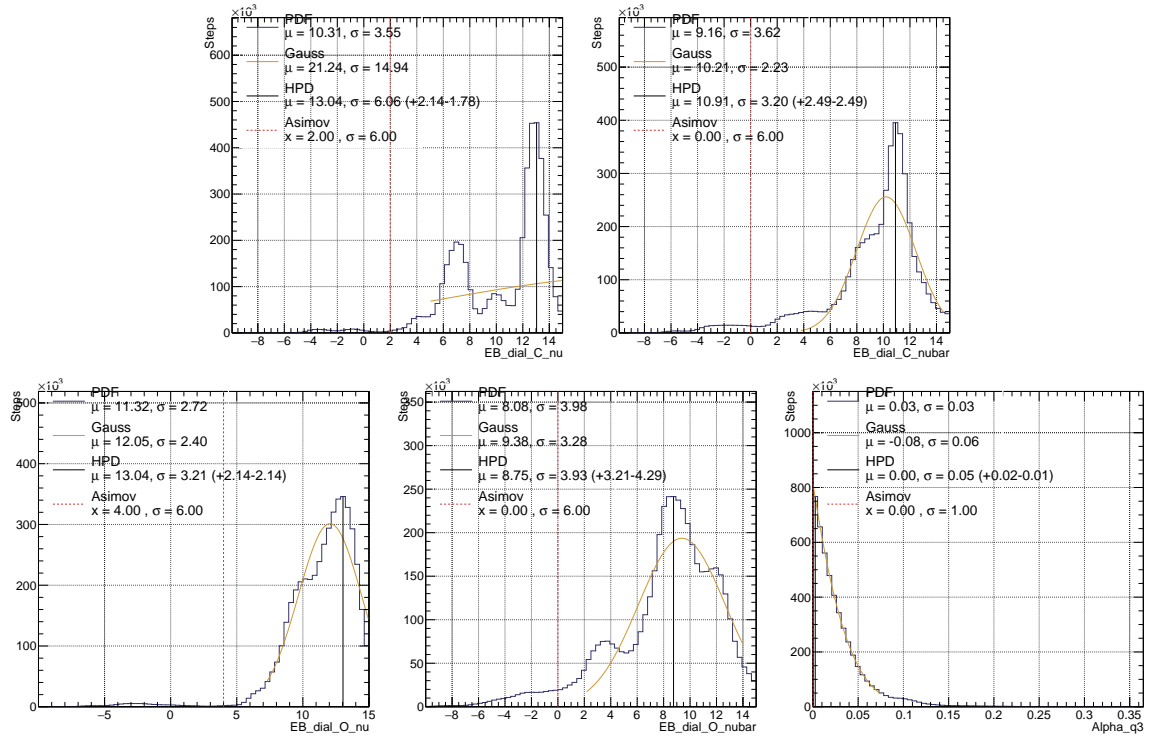 ×10³
Steps
PDF
μ = 10.31, σ = 3.55
Gauss
μ = 21.24, σ = 14.94
HPD
μ = 13.04, σ = 6.06 (+2.14-1.78)
Asimov
x = 2.00 , σ = 6.00
600
500
400
300
200
100
0
−8 −6 −4 −2 0 2 4 6 8 10 12 14
EB_dial_C_nu
×10³
Steps
PDF
μ = 9.16, σ = 3.62
Gauss
μ = 10.21, σ = 2.23
HPD
μ = 10.91, σ = 3.20 (+2.49-2.49)
Asimov
x = 0.00 , σ = 6.00
500
400
300
200
100
0
−8 −6 −4 −2 0 2 4 6 8 10 12 14
EB_dial_C_nubar
×10³
Steps
PDF
μ = 11.32, σ = 2.72
Gauss
μ = 12.05, σ = 2.40
HPD
μ = 13.04, σ = 3.21 (+2.14-2.14)
Asimov
x = 4.00 , σ = 6.00
500
400
300
200
100
0
−5 0 5 10 15
EB_dial_O_nu
×10³
Steps
PDF
μ = 8.08, σ = 3.98
Gauss
μ = 9.38, σ = 3.28
HPD
μ = 8.75, σ = 3.93 (+3.21-4.29)
Asimov
x = 0.00 , σ = 6.00
350
300
250
200
150
100
50
0
−8 −6 −4 −2 0 2 4 6 8 10 12 14
EB_dial_O_nubar
×10³
Steps
PDF
μ = 0.03, σ = 0.03
Gauss
μ = -0.08, σ = 0.06
HPD
μ = 0.00, σ = 0.05 (+0.02-0.01)
Asimov
x = 0.00 , σ = 1.00
1000
800
600
400
200
0
0 0.05 0.1 0.15 0.2 0.25 0.3 0.35
Alpha_q3